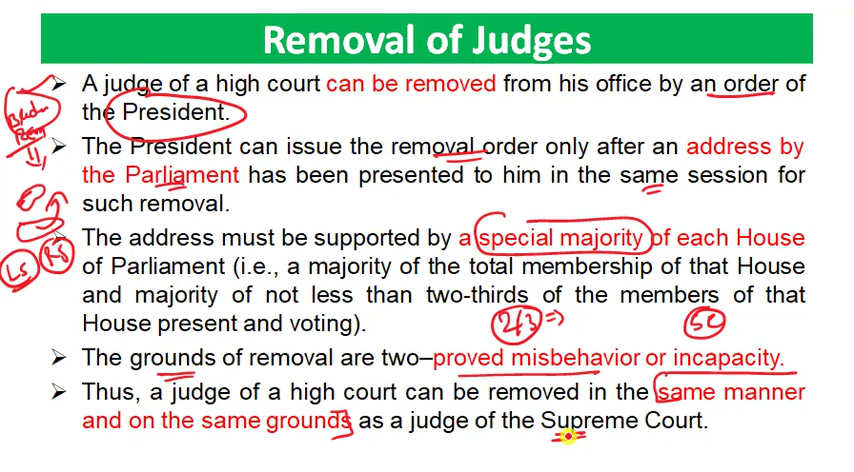 Removal of Judges
➢ A judge of a high court can be removed from his office by an order of
the President.
➢ The President can issue the removal order only after an address by
the Parliament has been presented to him in the same session for
such removal.
➢ The address must be supported by a special majority of each House
of Parliament (i.e., a majority of the total membership of that House
and majority of not less than two-thirds of the members of that
House present and voting).
LS RS
2/3 ⇒
➢ The grounds of removal are two–proved misbehavior or incapacity.
➢ Thus, a judge of a high court can be removed in the same manner
and on the same grounds as a judge of the Supreme Court.